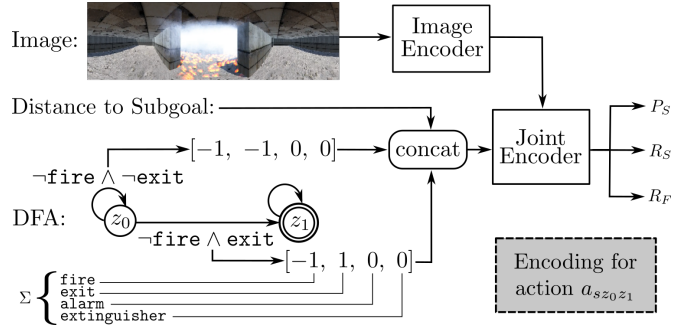 Image:
Image
Encoder
Distance to Subgoal:
[−1, −1, 0, 0]
concat
Joint
Encoder
P_S
R_S
R_F
¬fire ∧ ¬exit
DFA:
z_0
z_1
¬fire ∧ exit
[−1, 1, 0, 0]
Σ
fire
exit
alarm
extinguisher
Encoding for
action a_{sz_0z_1}